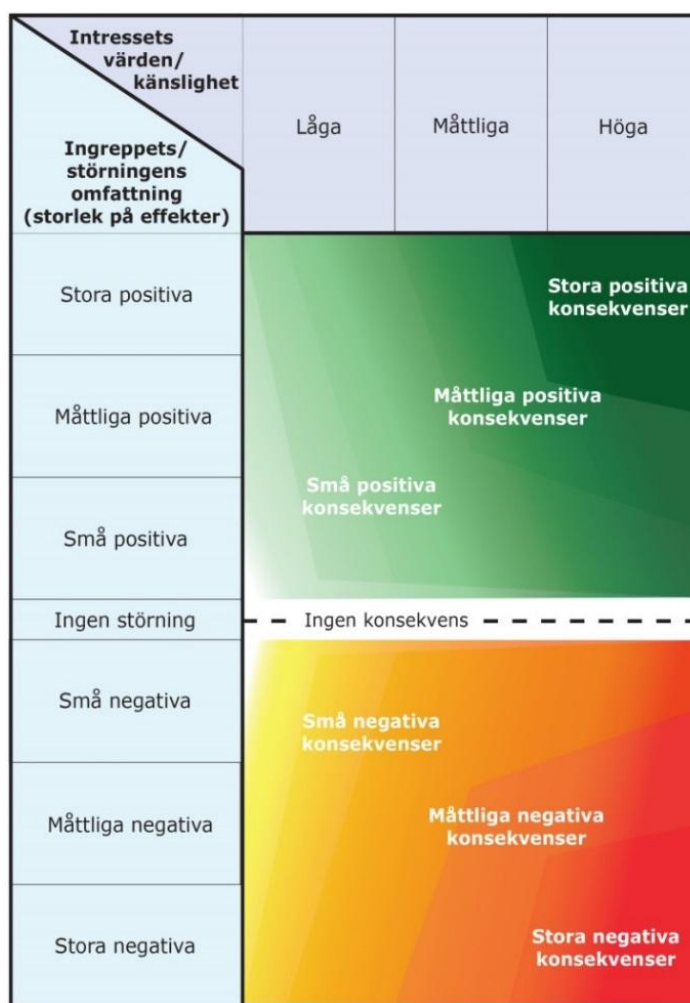 Intressets
värden/
känslighet
Ingreppets/
störningens
omfattning
(storlek på effekter)
Låga
Måttliga
Höga
Stora positiva
Stora positiva
konsekvenser
Måttliga positiva
Måttliga positiva
konsekvenser
Små positiva
konsekvenser
Små positiva
Ingen störning
Ingen konsekvens
Små negativa
Små negativa
konsekvenser
Måttliga negativa
Måttliga negativa
konsekvenser
Stora negativa
Stora negativa
konsekvenser